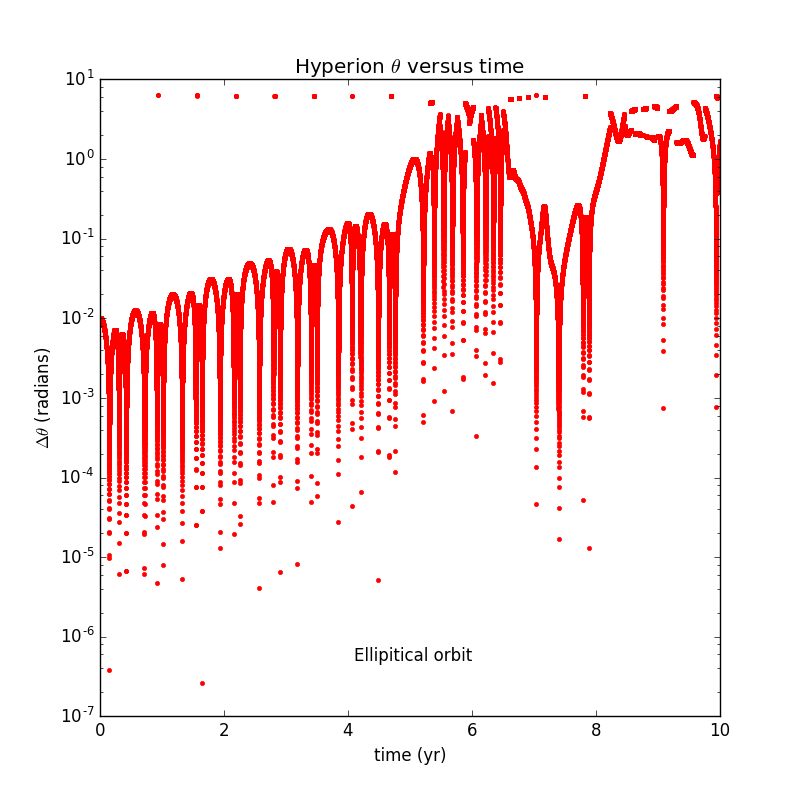 Hyperion θ versus time
10^1
10^0
10^-1
10^-2
10^-3
10^-4
10^-5
10^-6
10^-7
Δθ (radians)
Ellipitical orbit
0 2 4 6 8 10
time (yr)